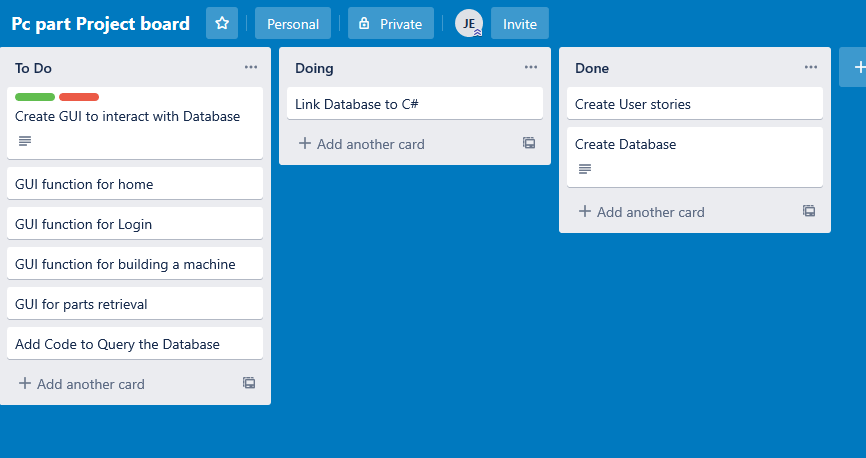 Pc part Project board
Personal
Private
JE
Invite
To Do
Create GUI to interact with Database
GUI function for home
GUI function for Login
GUI function for building a machine
GUI for parts retrieval
Add Code to Query the Database
+ Add another card
Doing
Link Database to C#
+ Add another card
Done
Create User stories
Create Database
+ Add another card